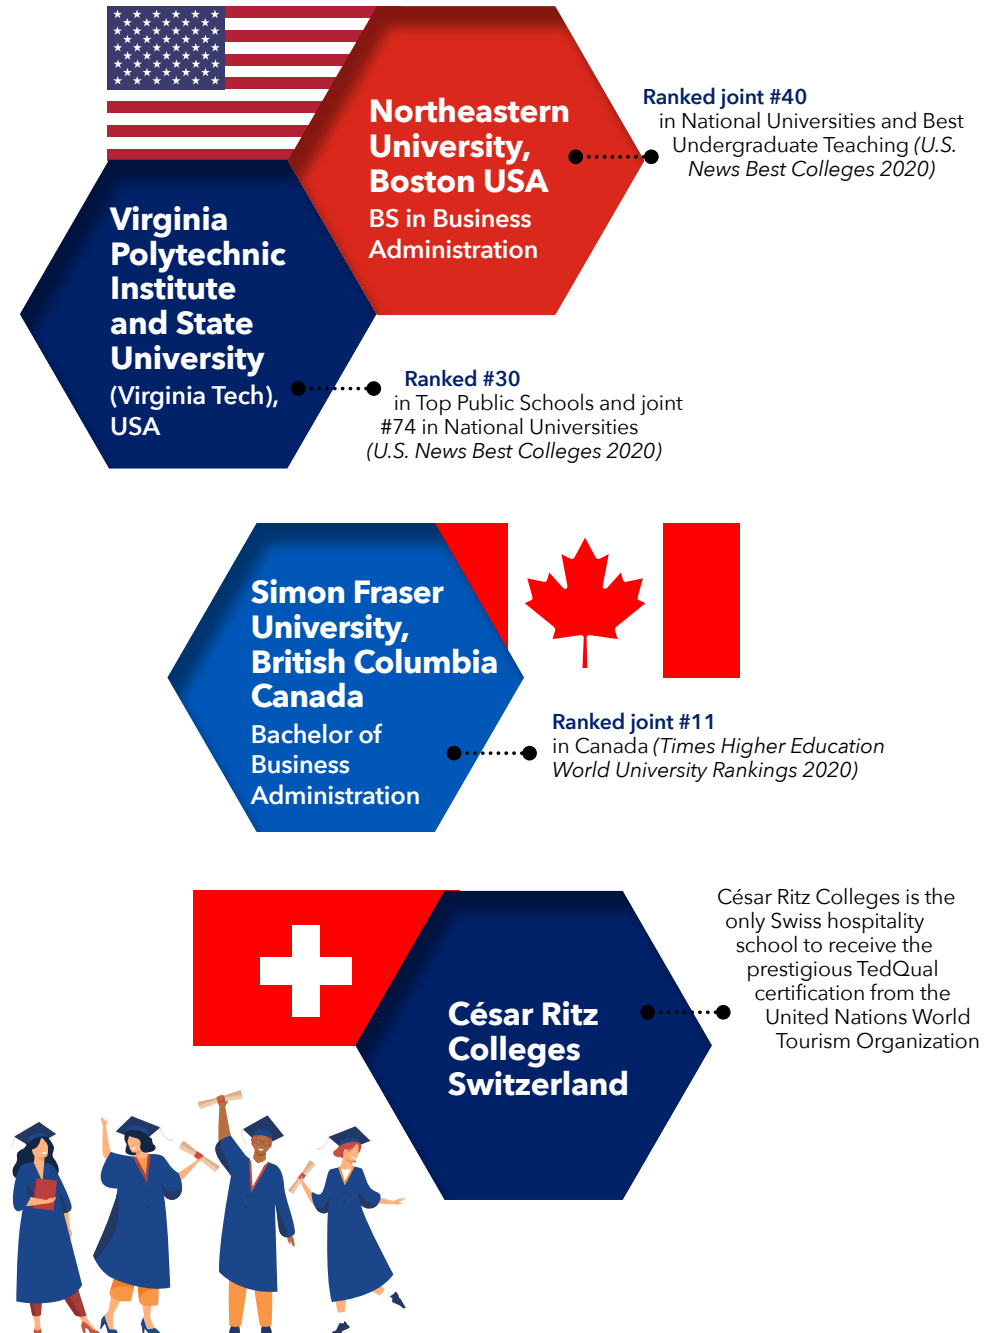 Northeastern
University,
Boston USA
BS in Business
Administration
Ranked joint #40
in National Universities and Best
Undergraduate Teaching (U.S.
News Best Colleges 2020)
Virginia
Polytechnic
Institute
and State
University
(Virginia Tech),
USA
Ranked #30
in Top Public Schools and joint
#74 in National Universities
(U.S. News Best Colleges 2020)
Simon Fraser
University,
British Columbia
Canada
Bachelor of
Business
Administration
Ranked joint #11
in Canada (Times Higher Education
World University Rankings 2020)
César Ritz
Colleges
Switzerland
César Ritz Colleges is the
only Swiss hospitality
school to receive the
prestigious TedQual
certification from the
United Nations World
Tourism Organization